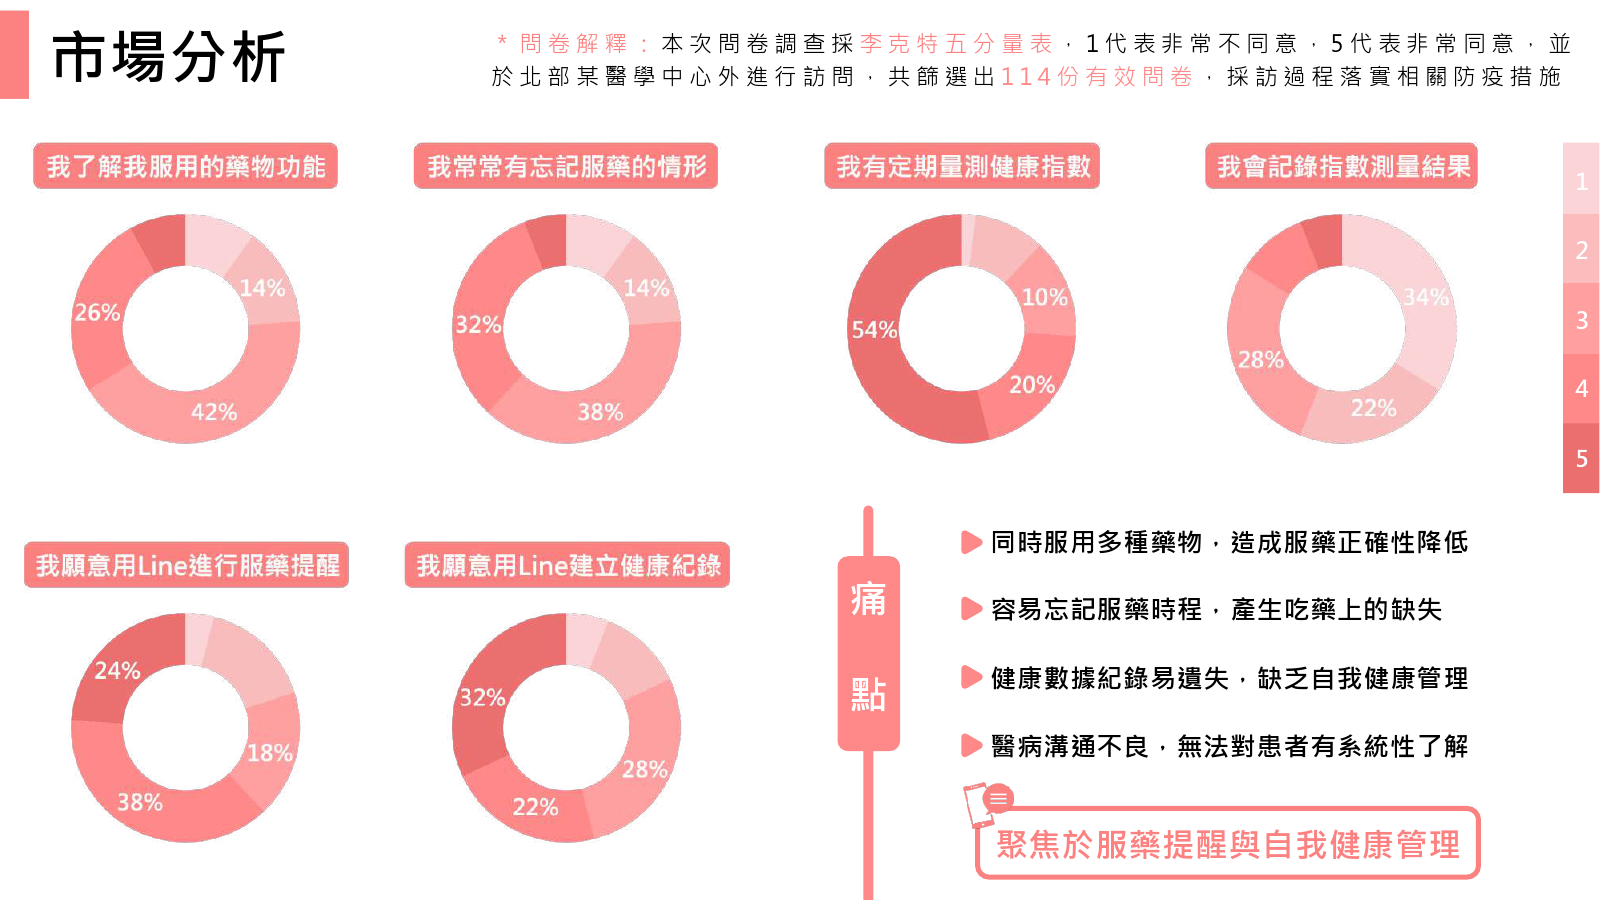 市場分析
*問卷解釋：本次問卷調查採李克特五分量表，1代表非常不同意，5代表非常同意，並
於北部某醫學中心外進行訪問，共篩選出114份有效問卷，採訪過程落實相關防疫措施
我了解我服用的藥物功能
14%
26%
42%
我常常有忘記服藥的情形
14%
32%
38%
我有定期量測健康指數
10%
54%
20%
我會記錄指數測量結果
34%
28%
22%
1
2
3
4
5
我願意用Line進行服藥提醒
24%
18%
38%
我願意用Line建立健康紀錄
32%
28%
22%
痛
點
同時服用多種藥物，造成服藥正確性降低
容易忘記服藥時程，產生吃藥上的缺失
健康數據紀錄易遺失，缺乏自我健康管理
醫病溝通不良，無法對患者有系統性了解
聚焦於服藥提醒與自我健康管理